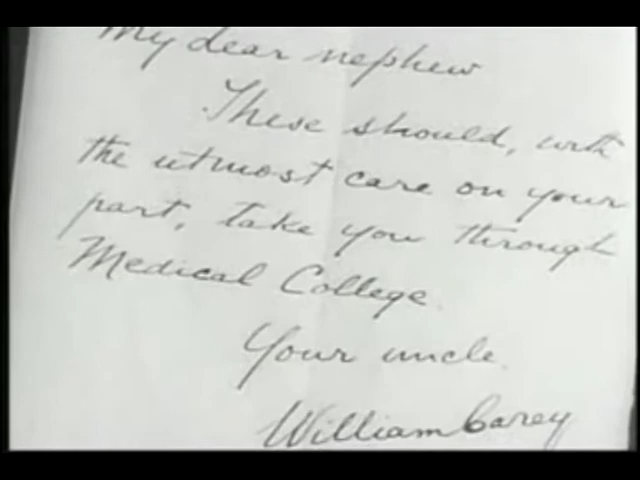 My dear nephew
These should, with
the utmost care on your
part, take you through
Medical College.
Your uncle.
William Carey